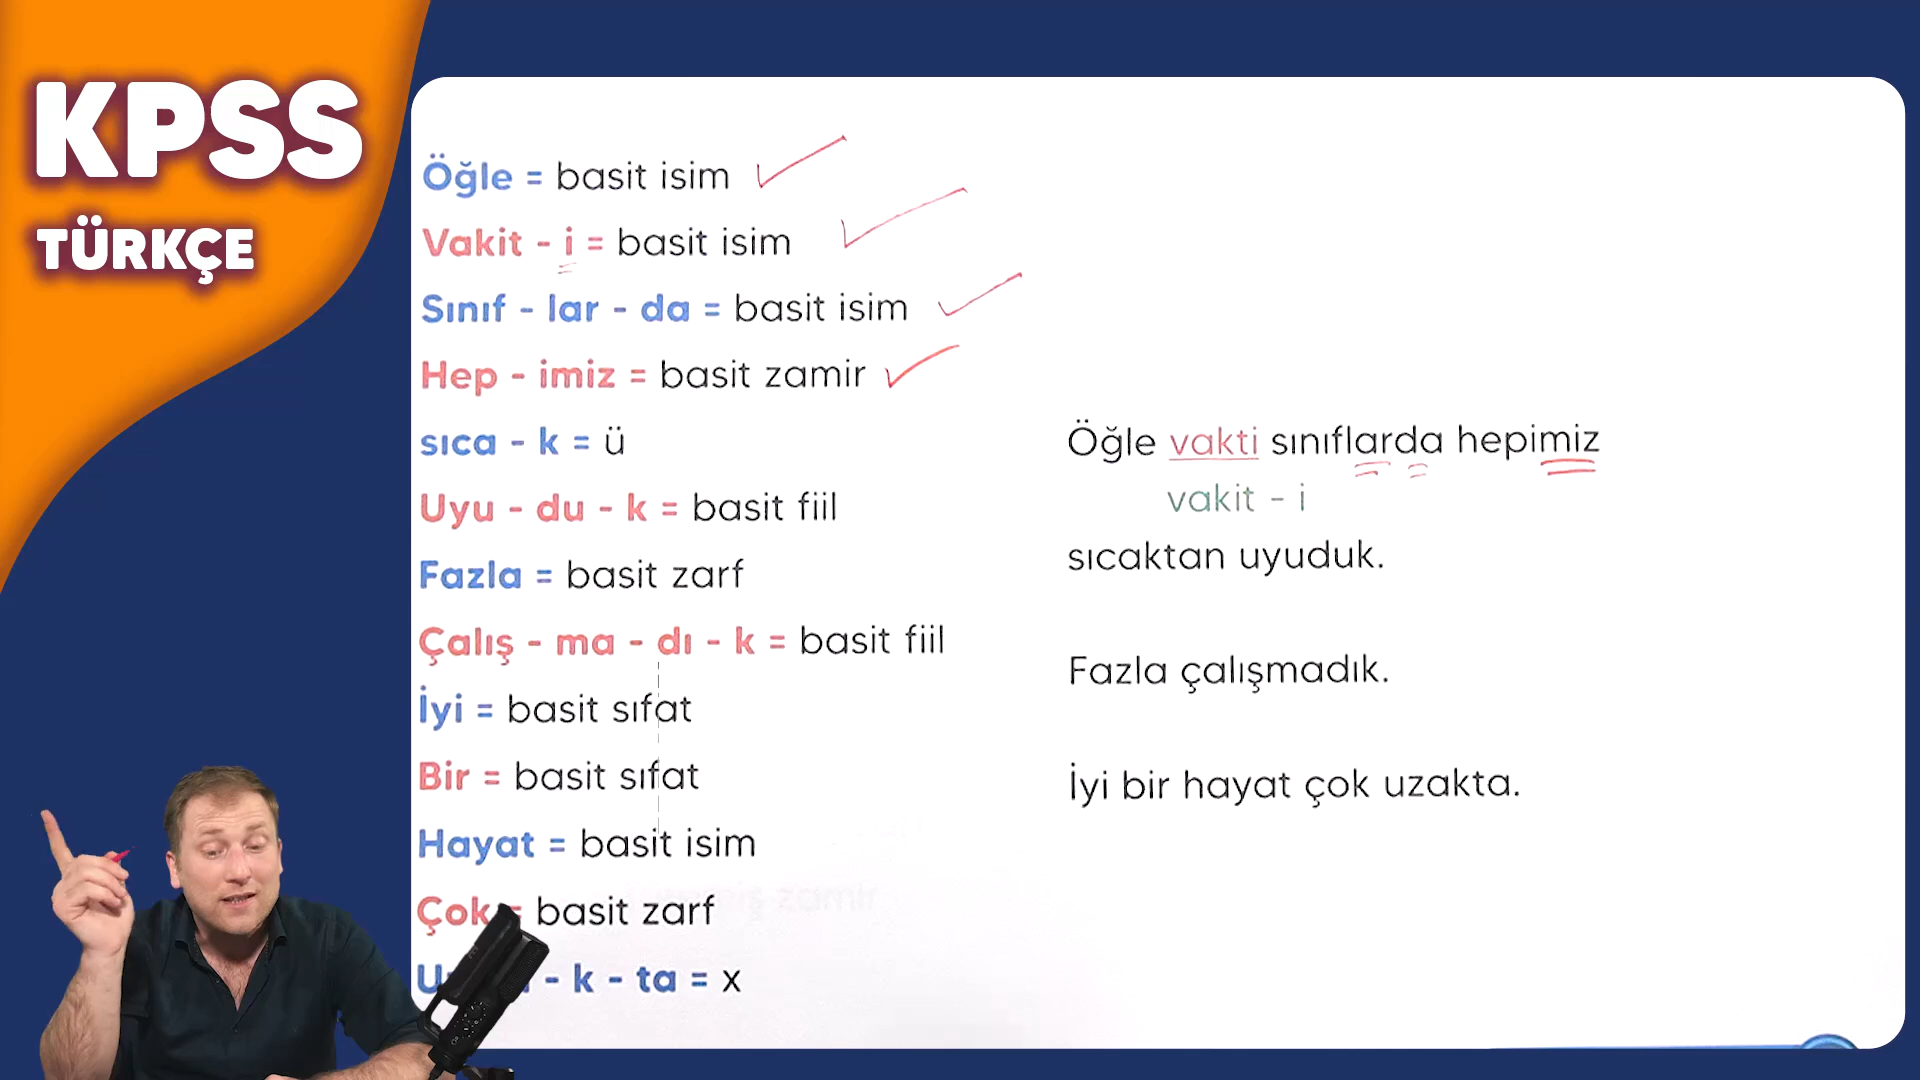 KPSS
TÜRKÇE
Öğle = basit isim
Vakit - i = basit isim
Sınıf - lar - da = basit isim
Hep - imiz = basit zamir
sıca - k = ü
Uyu - du - k = basit fiil
Fazla = basit zarf
Çalış - ma - dı - k = basit fiil
İyi = basit sıfat
Bir = basit sıfat
Hayat = basit isim
Çok = basit zarf
- k - ta = x
Öğle vakti sınıflarda hepimiz
vakit - i
sıcaktan uyuduk.
Fazla çalışmadık.
İyi bir hayat çok uzakta.